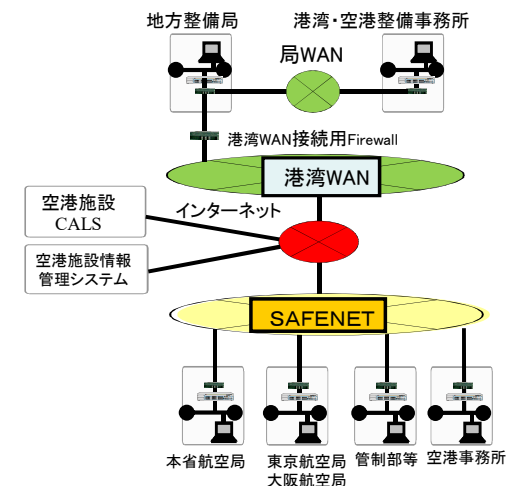 地方整備局
港湾・空港整備事務所
局WAN
港湾WAN接続用Firewall
港湾WAN
空港施設
CALS
インターネット
空港施設情報
管理システム
SAFENET
本省航空局
東京航空局
大阪航空局
管制部等
空港事務所